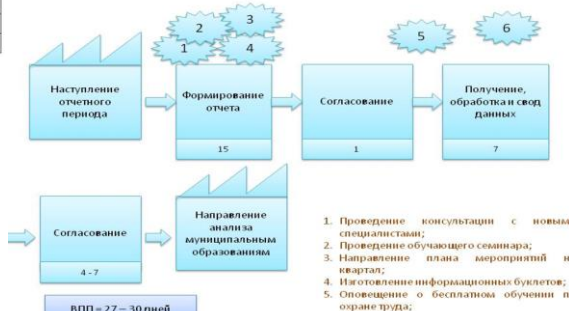 2
3
1
4
5
6
Наступление
отчетного
периода
Формирование
отчета
15
Согласование
1
Получение,
обработка и свод
данных
7
Согласование
4 - 7
Направление
анализа
муниципальным
образованиям
ВПП = 27 – 30 дней
1. Проведение консультации с новым
специалистами;
2. Проведение обучающего семинара;
3. Направление плана мероприятий н
квартал;
4. Изготовление информационных буклетов;
5. Оповещение о бесплатном обучении п
охране труда;